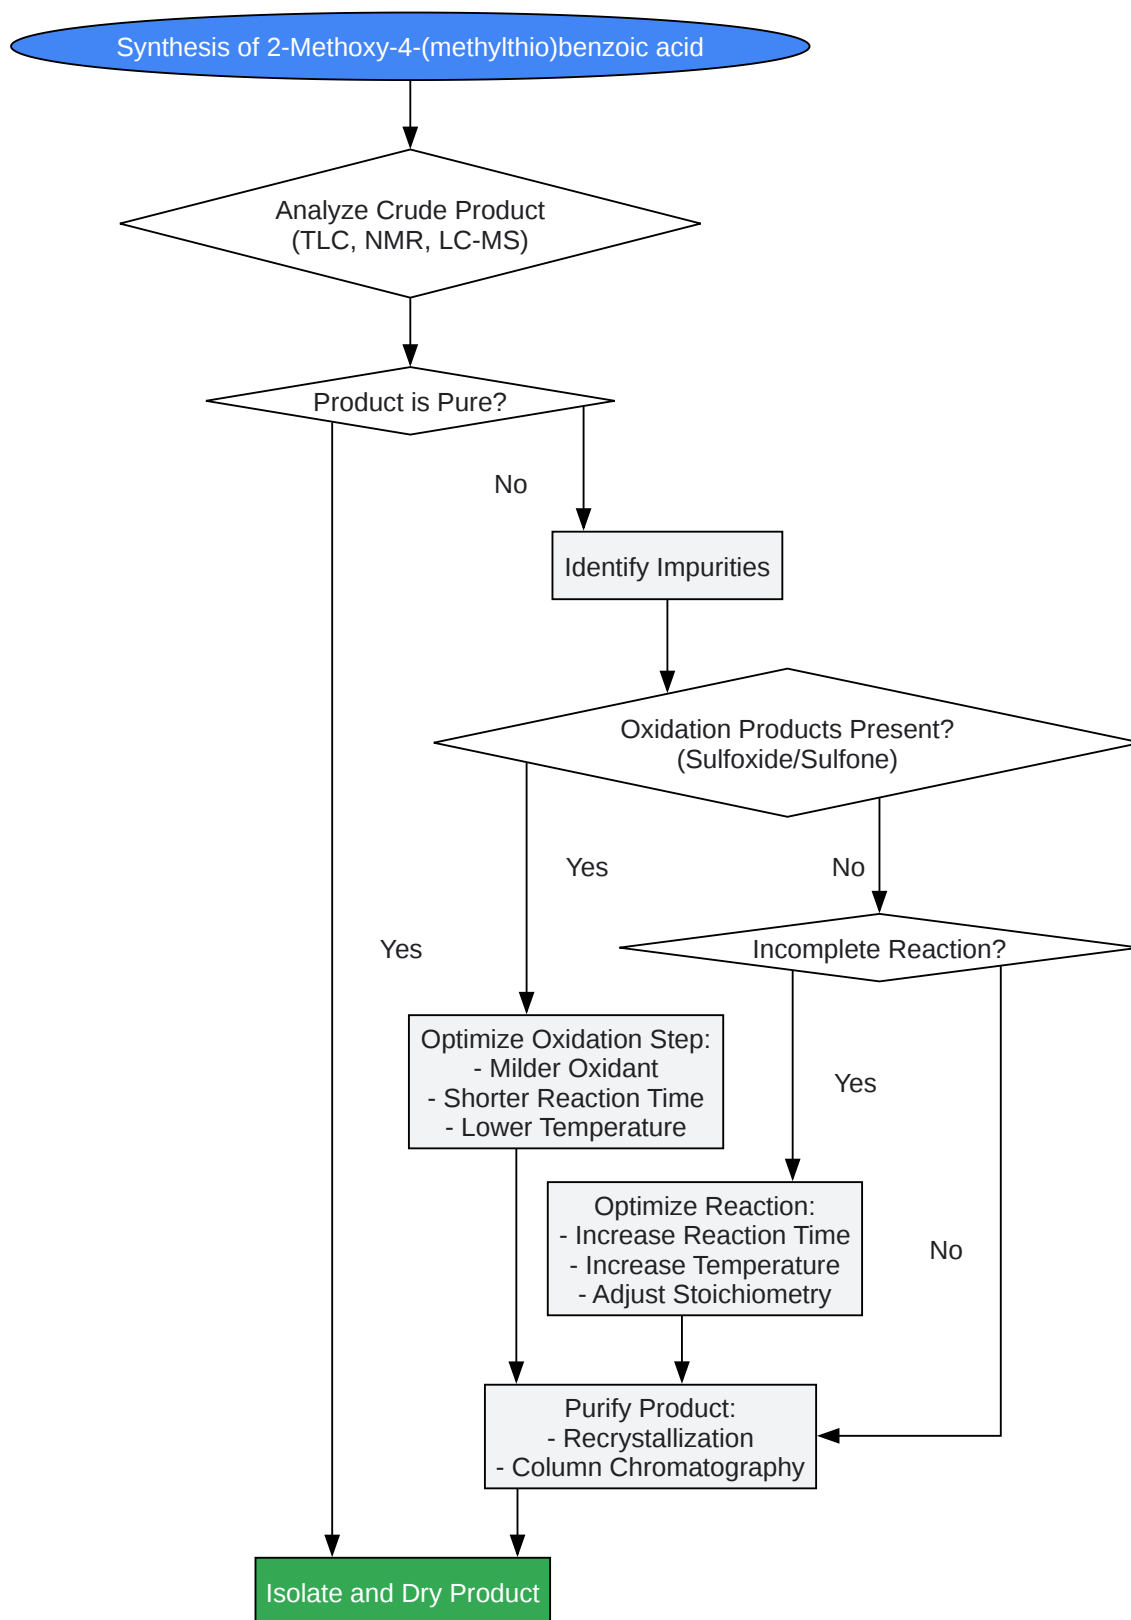 Synthesis of 2-Methoxy-4-(methylthio)benzoic acid
Analyze Crude Product
(TLC, NMR, LC-MS)
Product is Pure?
No
Identify Impurities
Oxidation Products Present?
(Sulfoxide/Sulfone)
Yes
No
Yes
Incomplete Reaction?
Optimize Oxidation Step:
- Milder Oxidant
- Shorter Reaction Time
- Lower Temperature
Yes
Optimize Reaction:
- Increase Reaction Time
- Increase Temperature
- Adjust Stoichiometry
No
Purify Product:
- Recrystallization
- Column Chromatography
Isolate and Dry Product